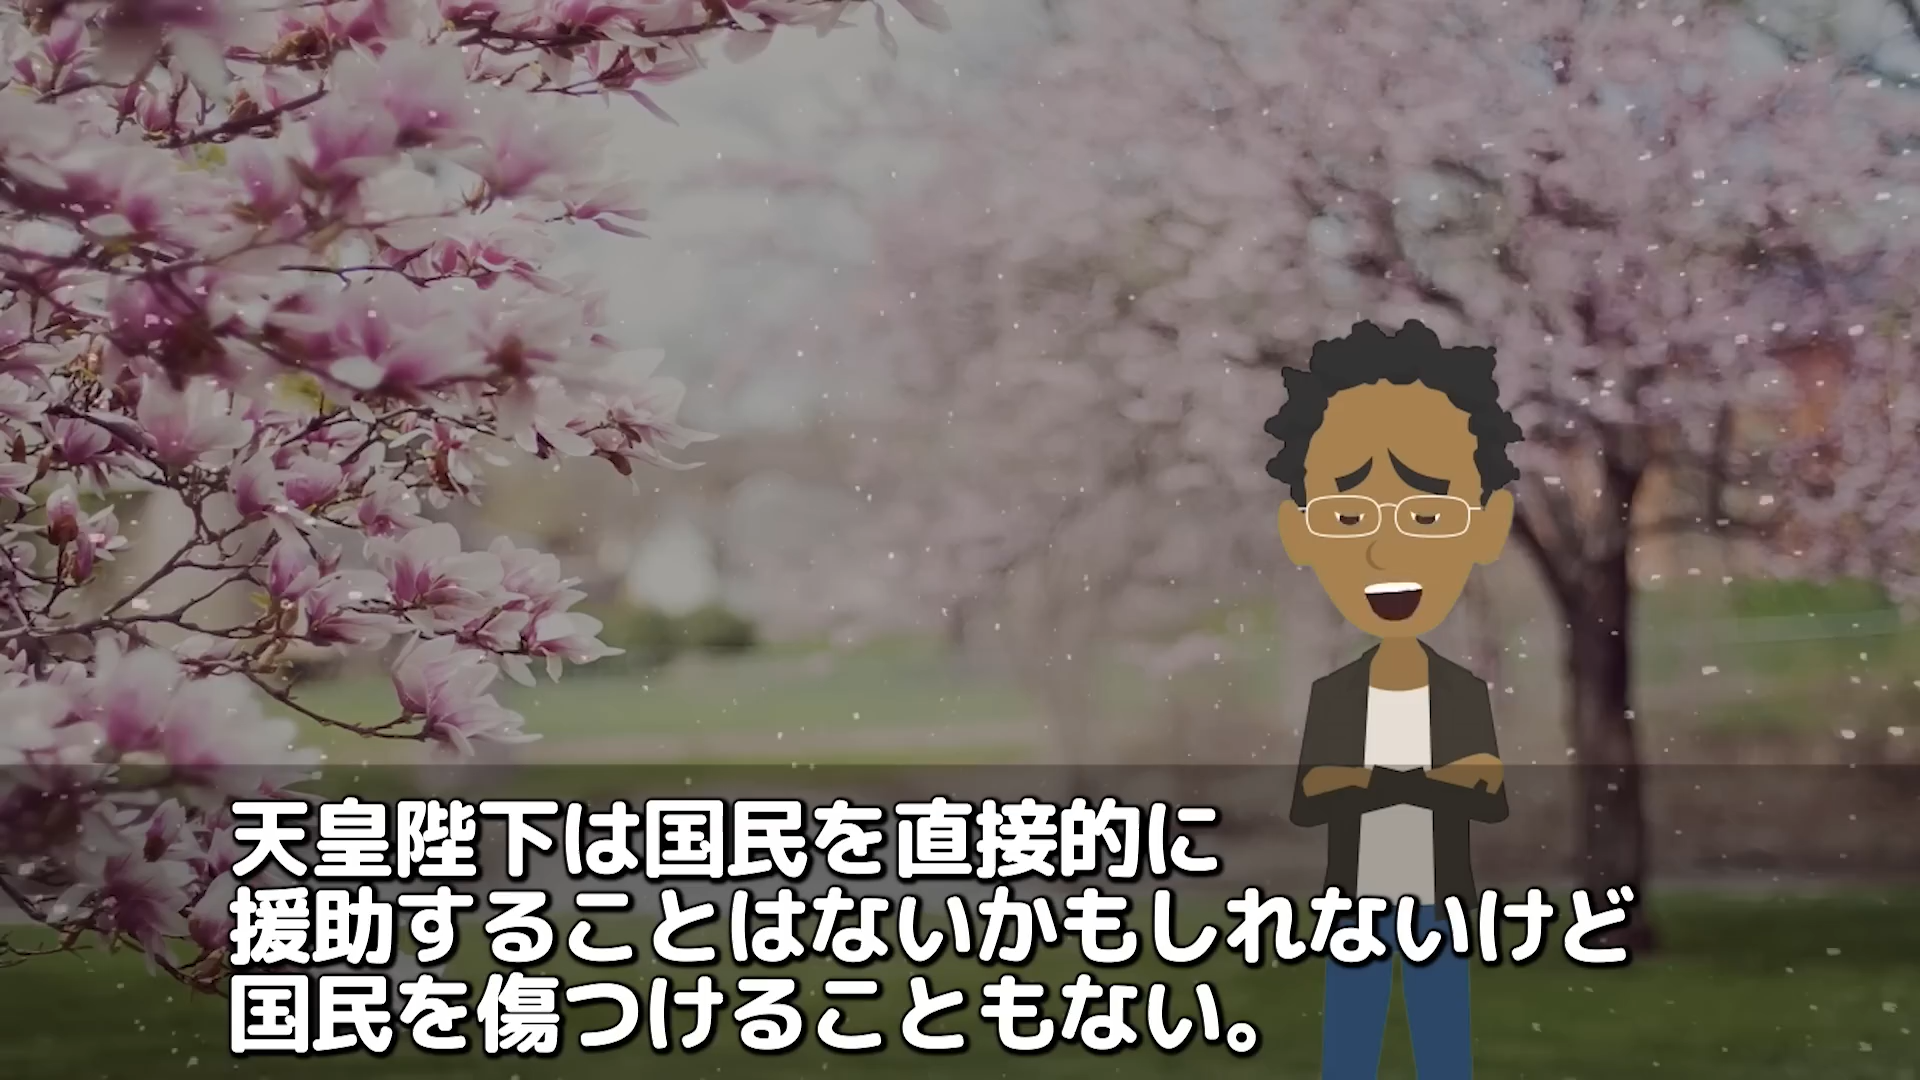 天皇陛下は国民を直接的に
援助することはないかもしれないけど
国民を傷つけることもない。